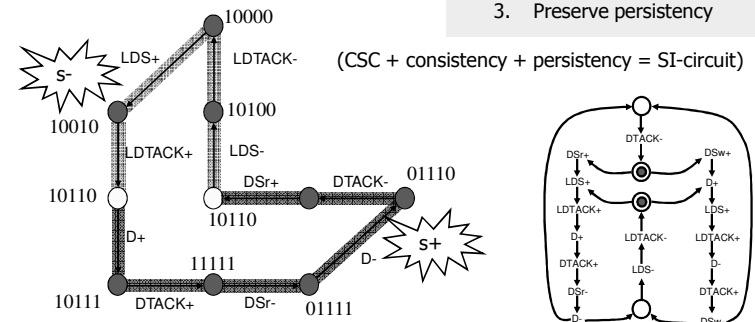 3. Preserve persistency
(CSC + consistency + persistency = SI-circuit)
10000
LDS+
LDTACK-
s-
10010
10100
LDTACK+
LDS-
DSr+
DTACK-
01110
10110
10110
D+
D-
s+
11111
10111
DTACK+
DSr-
01111
DTACK-
DSr+
DSw+
LDS+
D+
LDTACK+
LDS+
D+
LDTACK-
LDTACK+
DTACK+
LDS-
D-
DSr-
DTACK+
D-
DSw-